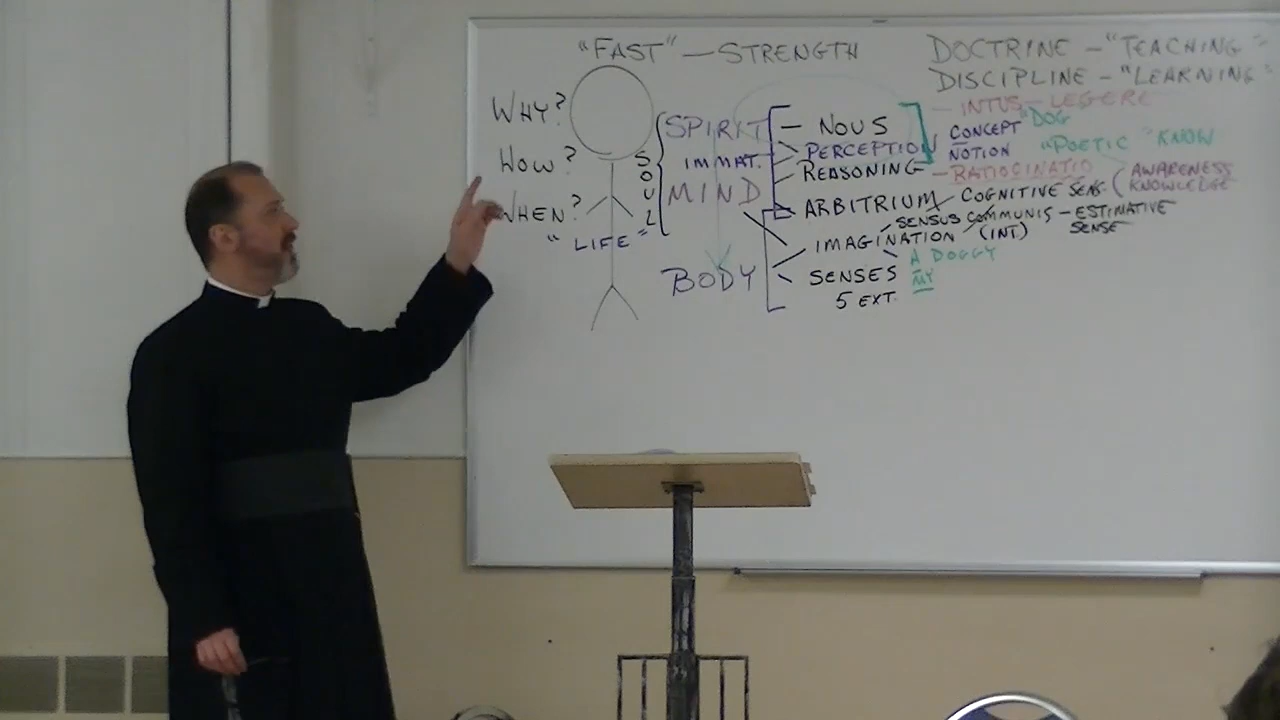 "FAST" — STRENGTH
DOCTRINE — "TEACHING"
DISCIPLINE — "LEARNING"
WHY?
HOW?
WHEN?
"LIFE"
SOUL
SPIRIT
IMMAT.
MIND
BODY
— NOUS
PERCEPTION
REASONING
ARBITRIUM
IMAGINATION (INT.)
SENSES
5 EXT.
— INTUS — LEGERE
CONCEPT "DOG
NOTION
"POETIC" KNOW
— RATIOCINATIO
AWARENESS
KNOWLEDGE
COGNITIVE SENS.
SENSUS COMMUNIS — ESTIMATIVE
SENSE
A DOGGY
MY